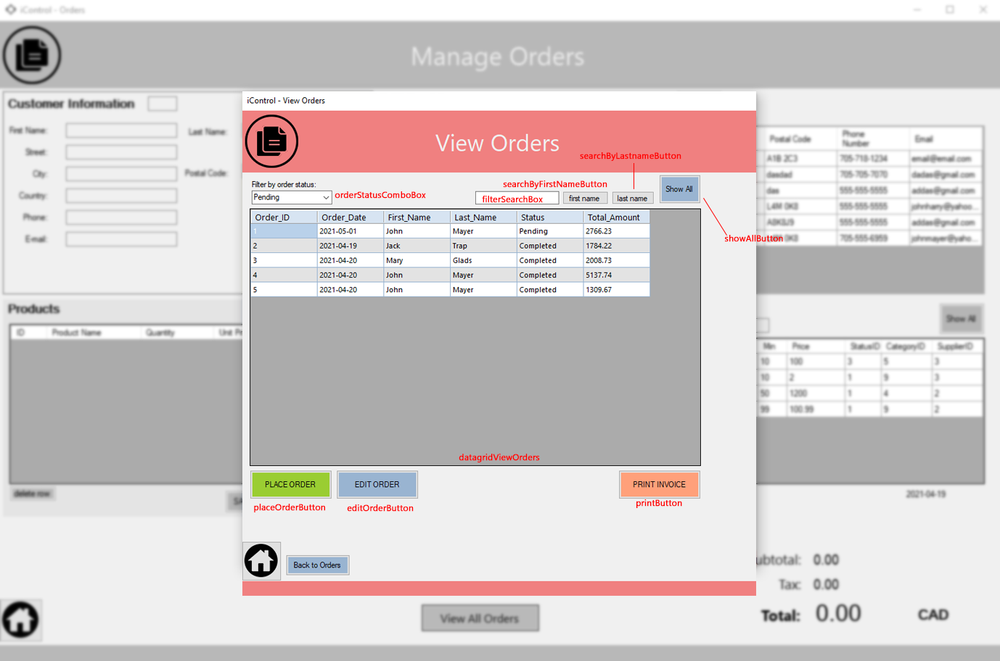 iControl - Orders
Manage Orders
Customer Information
First Name:
Last Name:
Street:
City:
Postal Code:
Country:
Phone:
E-mail:
Products
ID Product Name Quantity Unit
delete row
iControl - View Orders
View Orders
searchByLastnameButton
Filter by order status:
searchByFirstNameButton
Pending
orderStatusComboBox
filterSearchBox
first name
last name
Show All
showAllButton
Order_ID Order_Date First_Name Last_Name Status Total_Amount
1 2021-05-01 John Mayer Pending 2766.23
2 2021-04-19 Jack Trap Completed 1784.22
3 2021-04-20 Mary Glads Completed 2008.73
4 2021-04-20 John Mayer Completed 5137.74
5 2021-04-20 John Mayer Completed 1309.67
datagridViewOrders
PLACE ORDER
EDIT ORDER
PRINT INVOICE
placeOrderButton
editOrderButton
printButton
Back to Orders
Postal Code Phone Number Email
A1B 2C3 705-718-1234 email@email.com
dasdad 705-705-7070 dadas@gmail.com
das 555-555-5555 addas@gmail.com
L4M 0K8 555-555-5555 johnharry@yahoo...
A8K8J9 555-555-5555 addas@gmail.com
0K8 705-555-6959 johnmayer@yaho...
Show All
Min Price StatusID CategoryID SupplierID
10 100 3 5 3
10 2 1 9 3
50 1200 1 4 2
99 100.99 1 9 2
2021-04-19
ubtotal: 0.00
Tax: 0.00
Total: 0.00 CAD
View All Orders